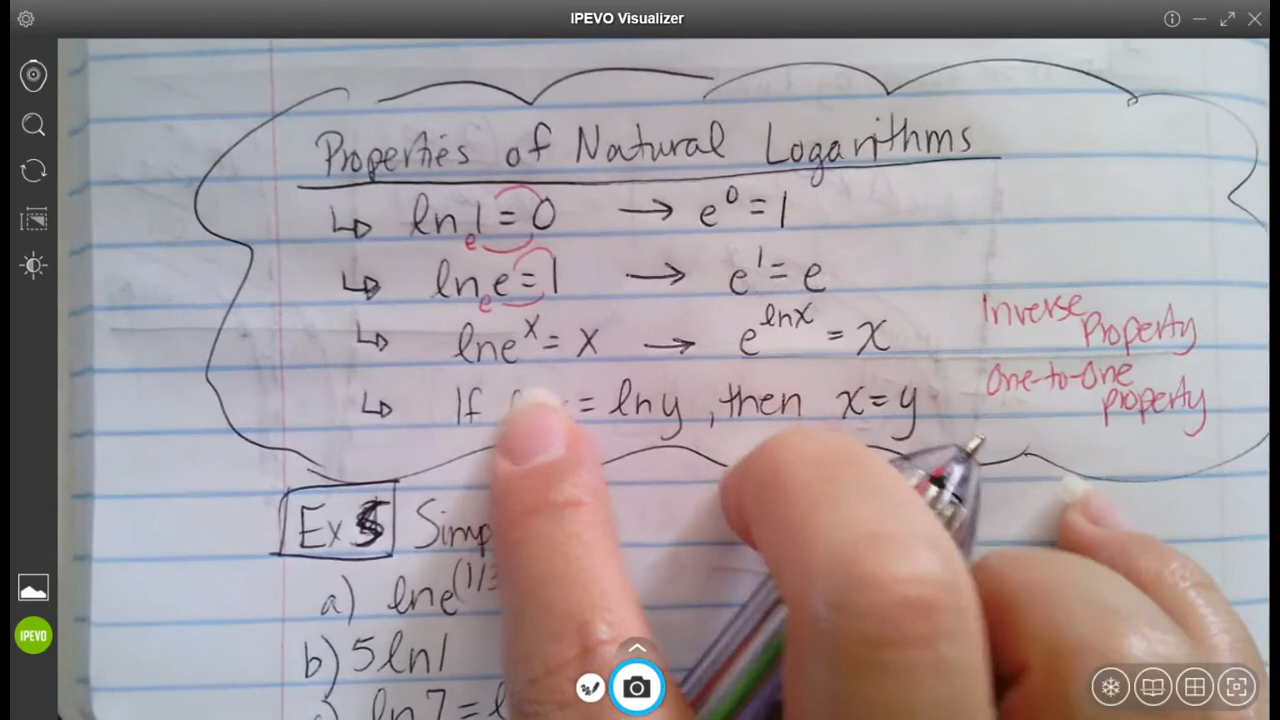 IPEVO Visualizer
Properties of Natural Logarithms
↳ ln 1 = 0 → e⁰ = 1
e
↳ ln e = 1 → e¹ = e
e
↳ ln eˣ = x → e^(ln x) = x Inverse Property
↳ If = ln y, then x = y One-to-One property
Ex 5
a) ln e^(1/
b) 5 ln 1
ln 7 =
IPEVO